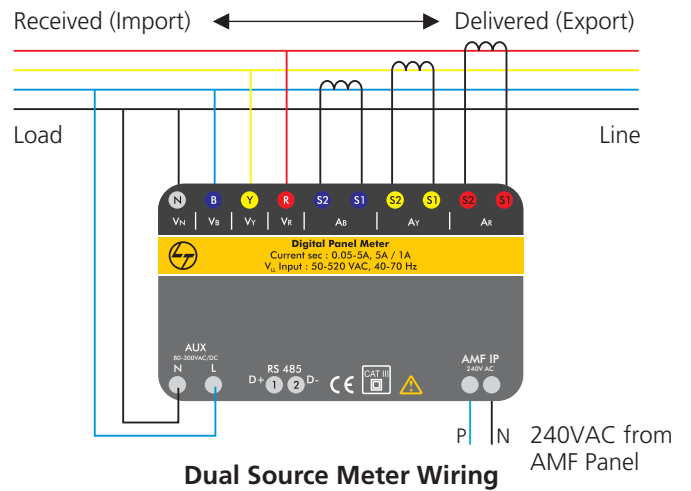 Received (Import) Delivered (Export)
Load Line
N B Y R S2 S1 S2 S1 S2 S1
VN VB VY VR AB AY AR
Digital Panel Meter
Current sec : 0.05-5A, 5A / 1A
VLL Input : 50-520 VAC, 40-70 Hz
AUX
80-300VAC/DC
N L
RS 485
D+ 1 2 D-
CE
CAT III
AMF IP
240V AC
P N 240VAC from
AMF Panel
Dual Source Meter Wiring